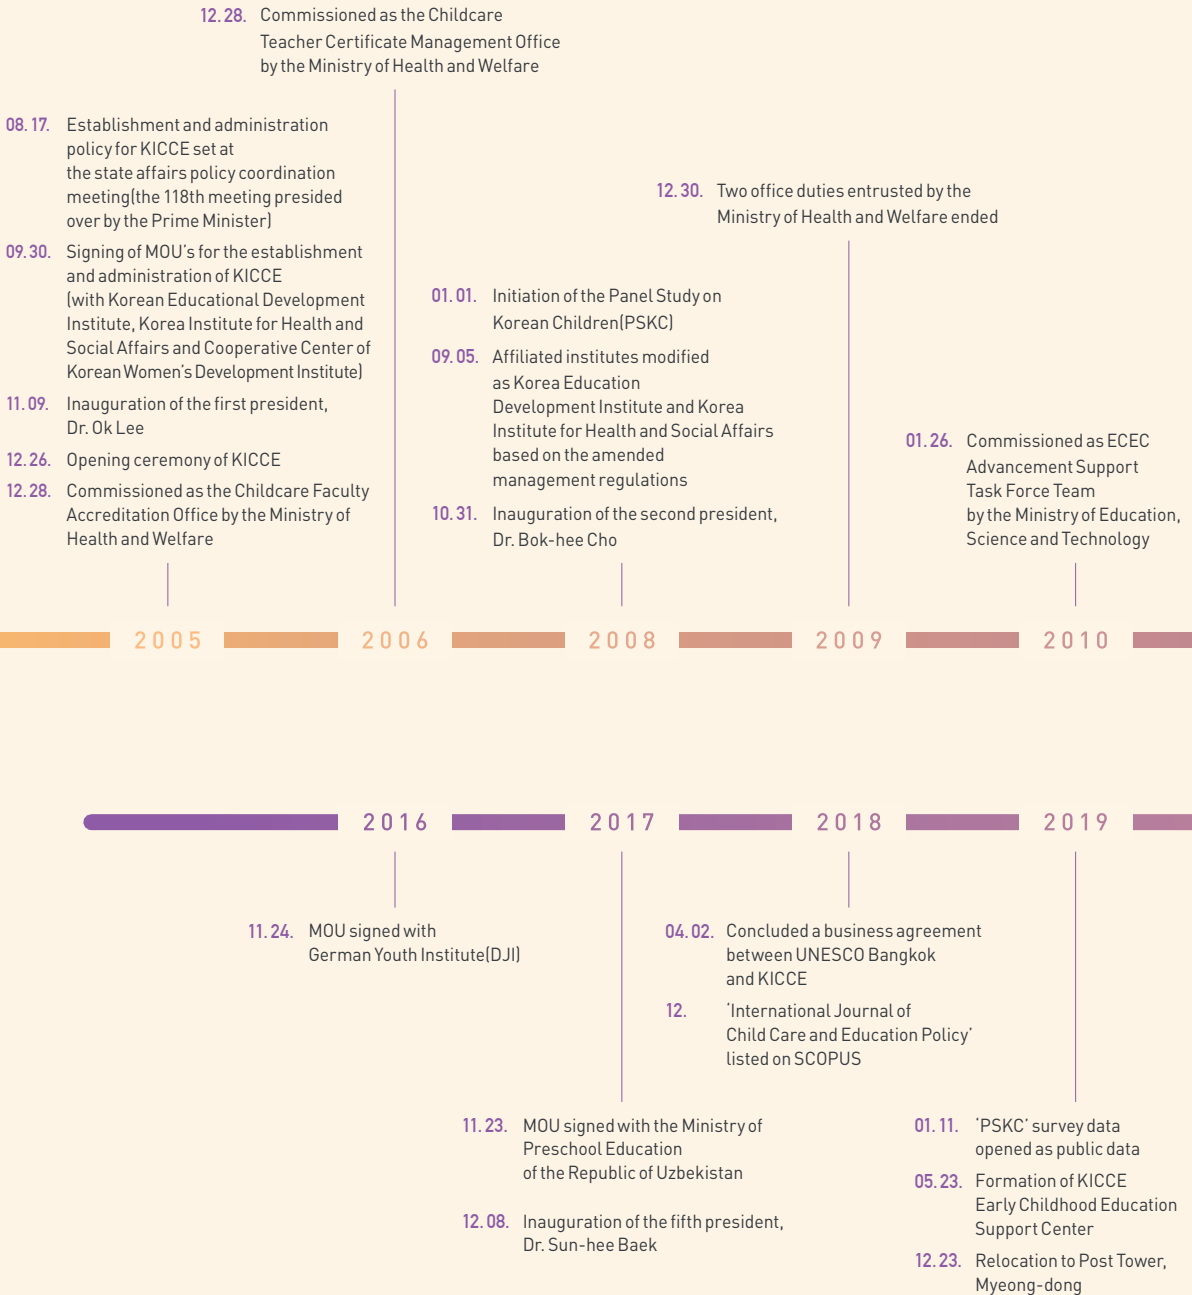 12. 28. Commissioned as the Childcare
Teacher Certificate Management Office
by the Ministry of Health and Welfare
08. 17. Establishment and administration
policy for KICCE set at
the state affairs policy coordination
meeting(the 118th meeting presided
over by the Prime Minister)
09. 30. Signing of MOU's for the establishment
and administration of KICCE
(with Korean Educational Development
Institute, Korea Institute for Health and
Social Affairs and Cooperative Center of
Korean Women's Development Institute)
11. 09. Inauguration of the first president,
Dr. Ok Lee
12. 26. Opening ceremony of KICCE
12. 28. Commissioned as the Childcare Faculty
Accreditation Office by the Ministry of
Health and Welfare
01. 01. Initiation of the Panel Study on
Korean Children(PSKC)
09. 05. Affiliated institutes modified
as Korea Education
Development Institute and Korea
Institute for Health and Social Affairs
based on the amended
management regulations
10. 31. Inauguration of the second president,
Dr. Bok-hee Cho
12. 30. Two office duties entrusted by the
Ministry of Health and Welfare ended
01. 26. Commissioned as ECEC
Advancement Support
Task Force Team
by the Ministry of Education,
Science and Technology
2005 2006 2008 2009 2010
2016 2017 2018 2019
11. 24. MOU signed with
German Youth Institute(DJI)
11. 23. MOU signed with the Ministry of
Preschool Education
of the Republic of Uzbekistan
12. 08. Inauguration of the fifth president,
Dr. Sun-hee Baek
04. 02. Concluded a business agreement
between UNESCO Bangkok
and KICCE
12. 'International Journal of
Child Care and Education Policy'
listed on SCOPUS
01. 11. 'PSKC' survey data
opened as public data
05. 23. Formation of KICCE
Early Childhood Education
Support Center
12. 23. Relocation to Post Tower,
Myeong-dong